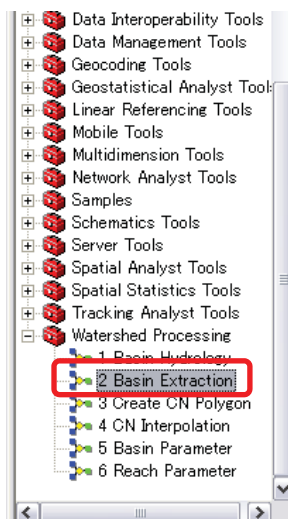 Data Interoperability Tools
Data Management Tools
Geocoding Tools
Geostatistical Analyst Tool
Linear Referencing Tools
Mobile Tools
Multidimension Tools
Network Analyst Tools
Samples
Schematics Tools
Server Tools
Spatial Analyst Tools
Spatial Statistics Tools
Tracking Analyst Tools
Watershed Processing
1 Basin Hydrology
2 Basin Extraction
3 Create CN Polygon
4 CN Interpolation
5 Basin Parameter
6 Reach Parameter